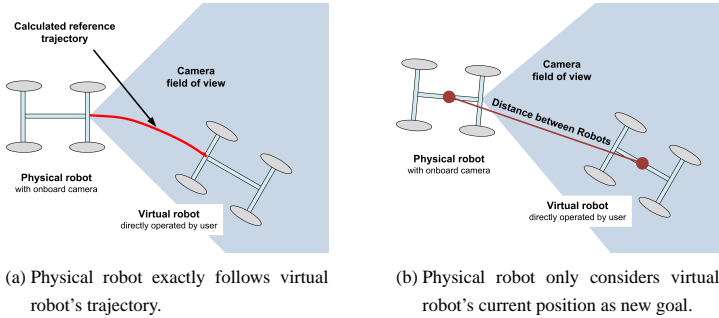 Calculated reference
trajectory
Camera
field of view
Physical robot
with onboard camera
Virtual robot
directly operated by user
(a) Physical robot exactly follows virtual
robot's trajectory.
Camera
field of view
Distance between Robots
Physical robot
with onboard camera
Virtual robot
directly operated by user
(b) Physical robot only considers virtual
robot's current position as new goal.